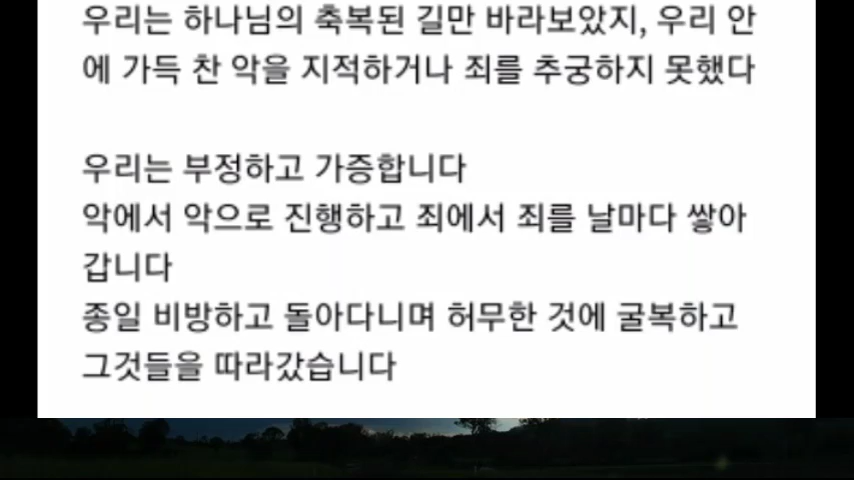 우리는 하나님의 축복된 길만 바라보았지, 우리 안
에 가득 찬 악을 지적하거나 죄를 추궁하지 못했다
우리는 부정하고 가증합니다
악에서 악으로 진행하고 죄에서 죄를 날마다 쌓아
갑니다
종일 비방하고 돌아다니며 허무한 것에 굴복하고
그것들을 따라갔습니다